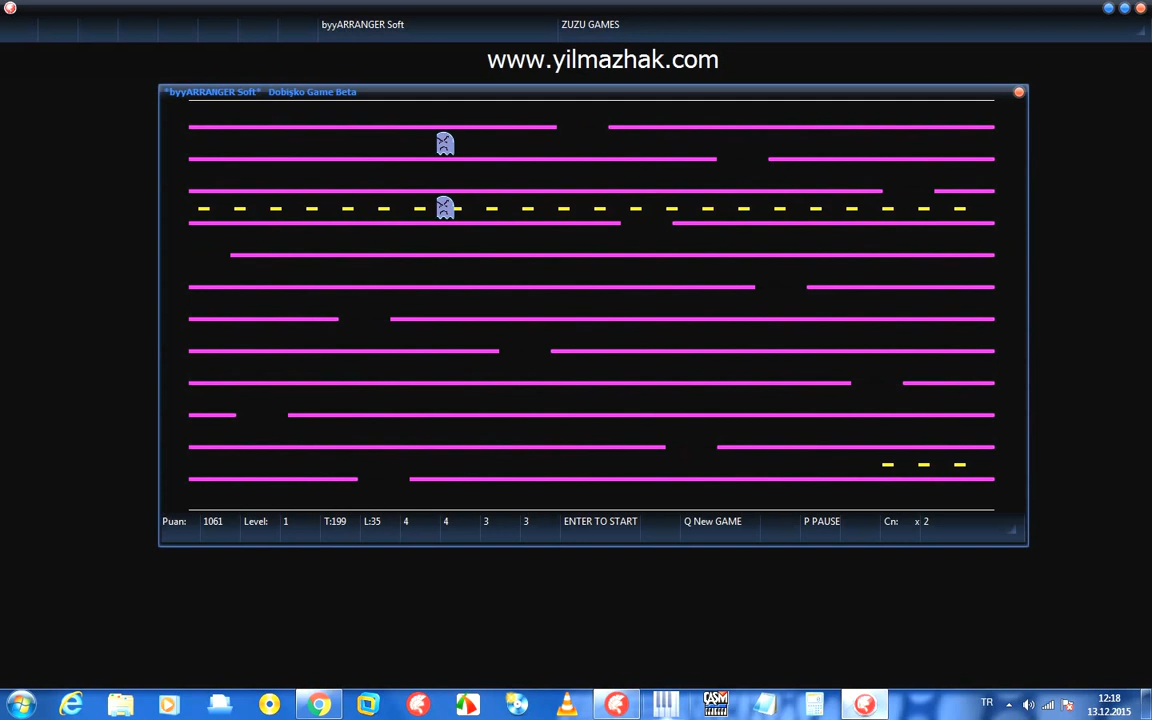 byyARRANGER Soft ZUZU GAMES
www.yilmazhak.com
"byyARRANGER Soft" Dobişko Game Beta
Puan: 1061 Level: 1 T:199 L:35 4 4 3 3 ENTER TO START Q New GAME P PAUSE Cn: x 2
CASM
TR 12:18
13.12.2015